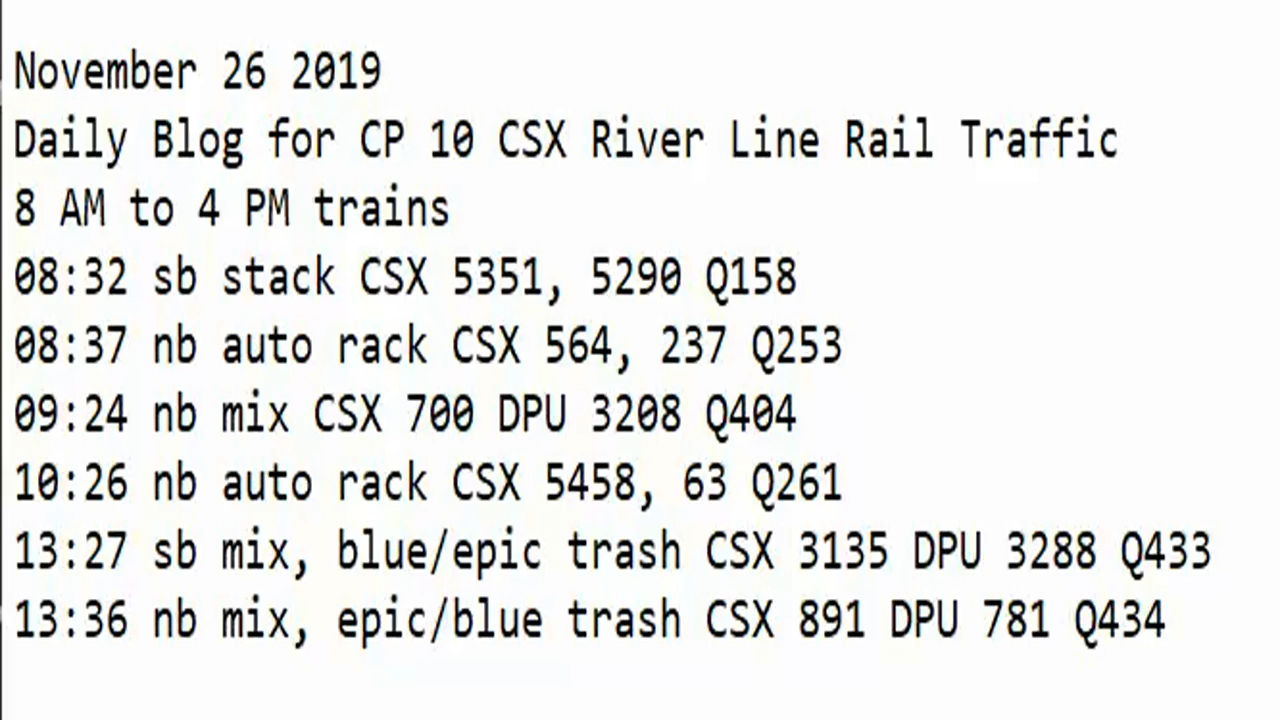 November 26 2019
Daily Blog for CP 10 CSX River Line Rail Traffic
8 AM to 4 PM trains
08:32 sb stack CSX 5351, 5290 Q158
08:37 nb auto rack CSX 564, 237 Q253
09:24 nb mix CSX 700 DPU 3208 Q404
10:26 nb auto rack CSX 5458, 63 Q261
13:27 sb mix, blue/epic trash CSX 3135 DPU 3288 Q433
13:36 nb mix, epic/blue trash CSX 891 DPU 781 Q434